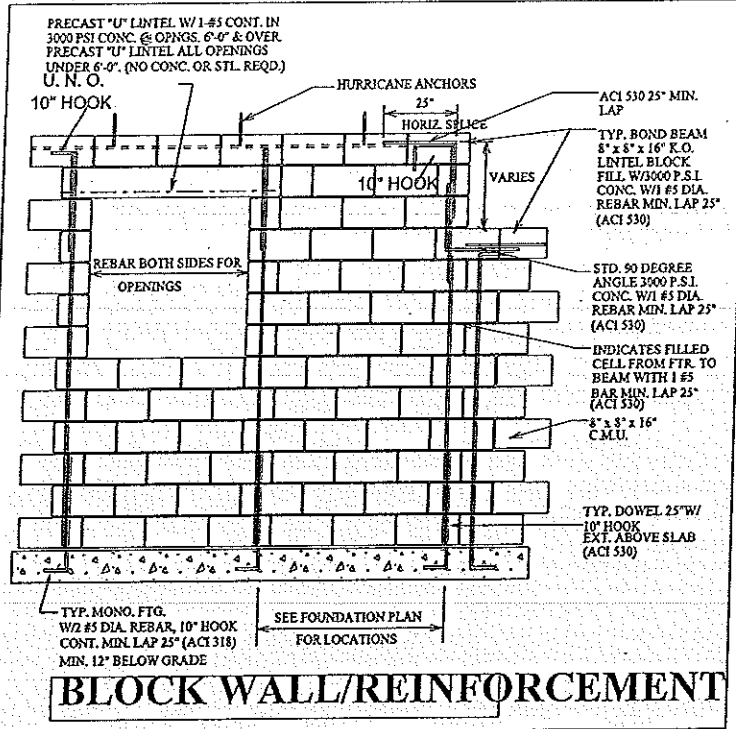 PRECAST "U" LINTEL W/ 1-#5 CONT. IN
3000 PSI CONC. @ OPNGS. 6'-0" & OVER
PRECAST "U" LINTEL ALL OPENINGS
UNDER 6'-0". (NO CONC. OR STL. REQD.)
U. N. O.
10" HOOK
HURRICANE ANCHORS
25"
HORIZ. SPLICE
ACI 530 25" MIN.
LAP
TYP. BOND BEAM
8" x 8" x 16" K.O.
LINTEL BLOCK
FILL W/3000 P.S.I.
CONC. W/1 #5 DIA.
REBAR MIN. LAP 25"
(ACI 530)
10" HOOK
VARIES
REBAR BOTH SIDES FOR
OPENINGS
STD. 90 DEGREE
ANGLE 3000 P.S.I.
CONC. W/1 #5 DIA.
REBAR MIN. LAP 25"
(ACI 530)
INDICATES FILLED
CELL FROM FTR. TO
BEAM WITH 1 #5
BAR MIN. LAP 25"
(ACI 530)
8" x 8" x 16"
C.M.U.
TYP. DOWEL 25"W/
10" HOOK
EXT. ABOVE SLAB
(ACI 530)
TYP. MONO. FTG.
W/2 #5 DIA. REBAR, 10" HOOK
CONT. MIN. LAP 25" (ACI 318)
MIN. 12" BELOW GRADE
SEE FOUNDATION PLAN
FOR LOCATIONS
BLOCK WALL/REINFORCEMENT